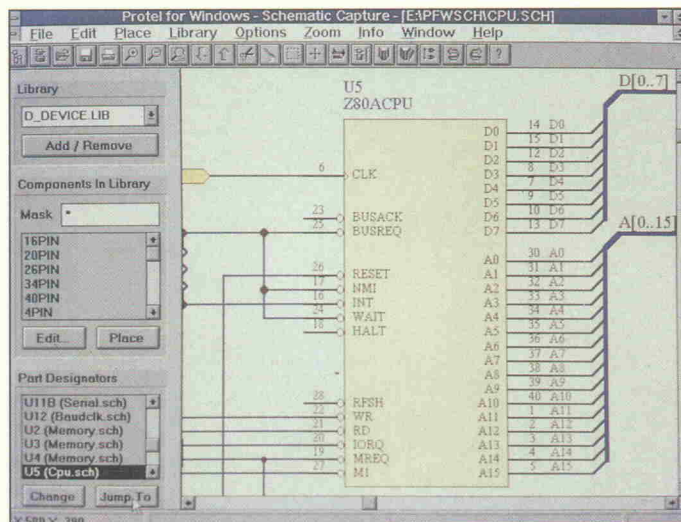 Protel for Windows - Schematic Capture - [E:\PFWSCH\CPU.SCH]
File Edit Place Library Options Zoom Info Window Help
Library
D_DEVICE.LIB
Add / Remove
Components In Library
Mask *
16PIN
20PIN
26PIN
34PIN
40PIN
4PIN
Edit... Place
Part Designators
U11B (Serial.sch)
U12 (Baudclk.sch)
U2 (Memory.sch)
U3 (Memory.sch)
U4 (Memory.sch)
U5 (Cpu.sch)
Change Jump To
U5
Z80ACPU
D[0..7]
A[0..15]
6 CLK
23 BUSACK
25 BUSREQ
26 RESET
17 NMI
16 INT
24 WAIT
18 HALT
28 RFSH
22 WR
21 RD
20 IORQ
19 MREQ
27 M1
D0 14 D0
D1 15 D1
D2 12 D2
D3 8 D3
D4 7 D4
D5 9 D5
D6 10 D6
D7 13 D7
A0 30 A0
A1 31 A1
A2 32 A2
A3 33 A3
A4 34 A4
A5 35 A5
A6 36 A6
A7 37 A7
A8 38 A8
A9 39 A9
A10 40 A10
A11 1 A11
A12 2 A12
A13 3 A13
A14 4 A14
A15 5 A15